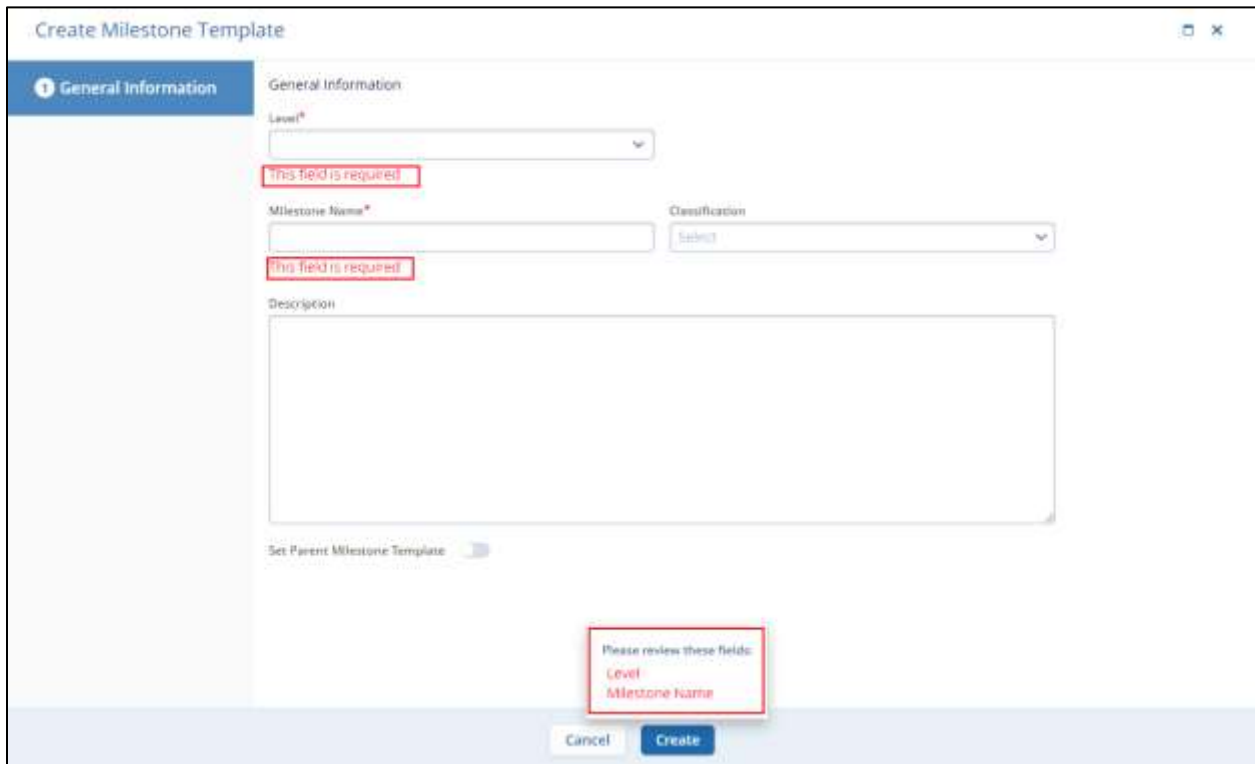 Create Milestone Template
1 General Information
General Information
Level*
This field is required
Milestone Name* Classification
Select
This field is required
Description
Set Parent Milestone Template
Please review these fields:
Level
Milestone Name
Cancel Create